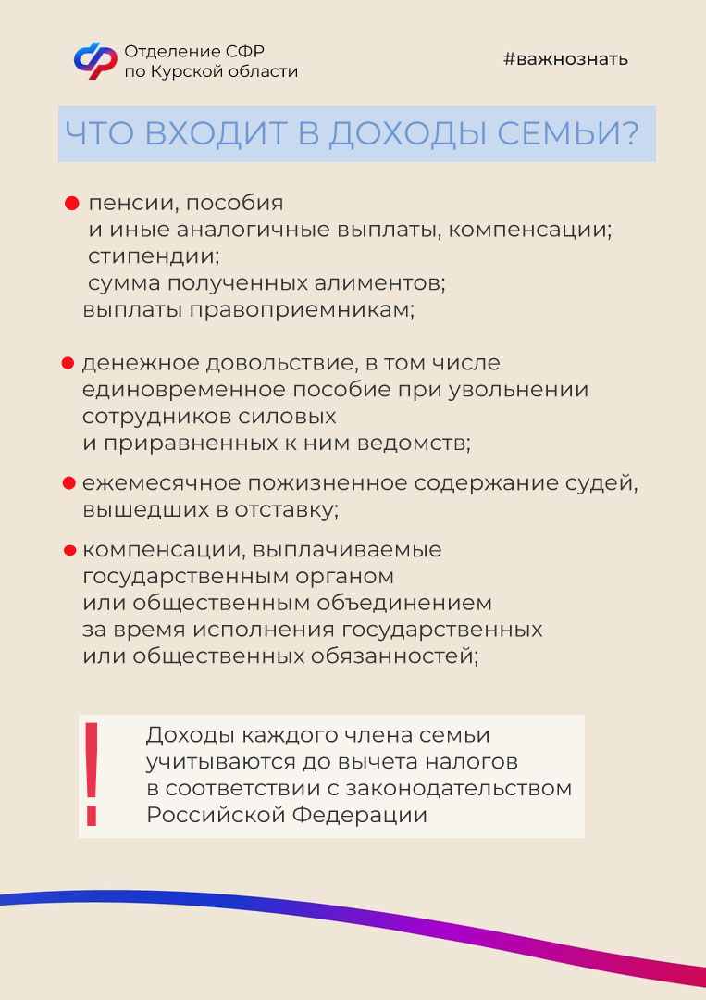 Отделение СФР
по Курской области
#важнознать
ЧТО ВХОДИТ В ДОХОДЫ СЕМЬИ?
пенсии, пособия
и иные аналогичные выплаты, компенсации;
стипендии;
сумма полученных алиментов;
выплаты правоприемникам;
денежное довольствие, в том числе
единовременное пособие при увольнении
сотрудников силовых
и приравненных к ним ведомств;
ежемесячное пожизненное содержание судей,
вышедших в отставку;
компенсации, выплачиваемые
государственным органом
или общественным объединением
за время исполнения государственных
или общественных обязанностей;
!
Доходы каждого члена семьи
учитываются до вычета налогов
в соответствии с законодательством
Российской Федерации